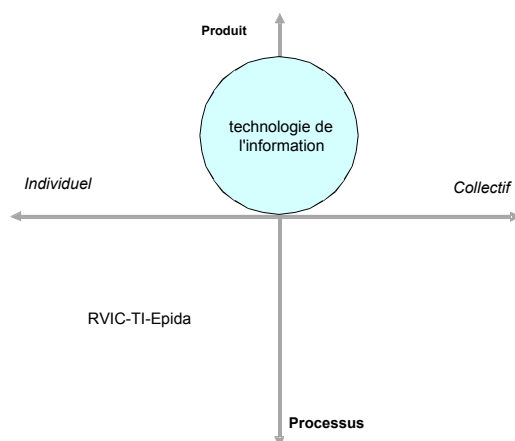 Produit
technologie de
l'information
Individuel
Collectif
RVIC-TI-Epida
Processus